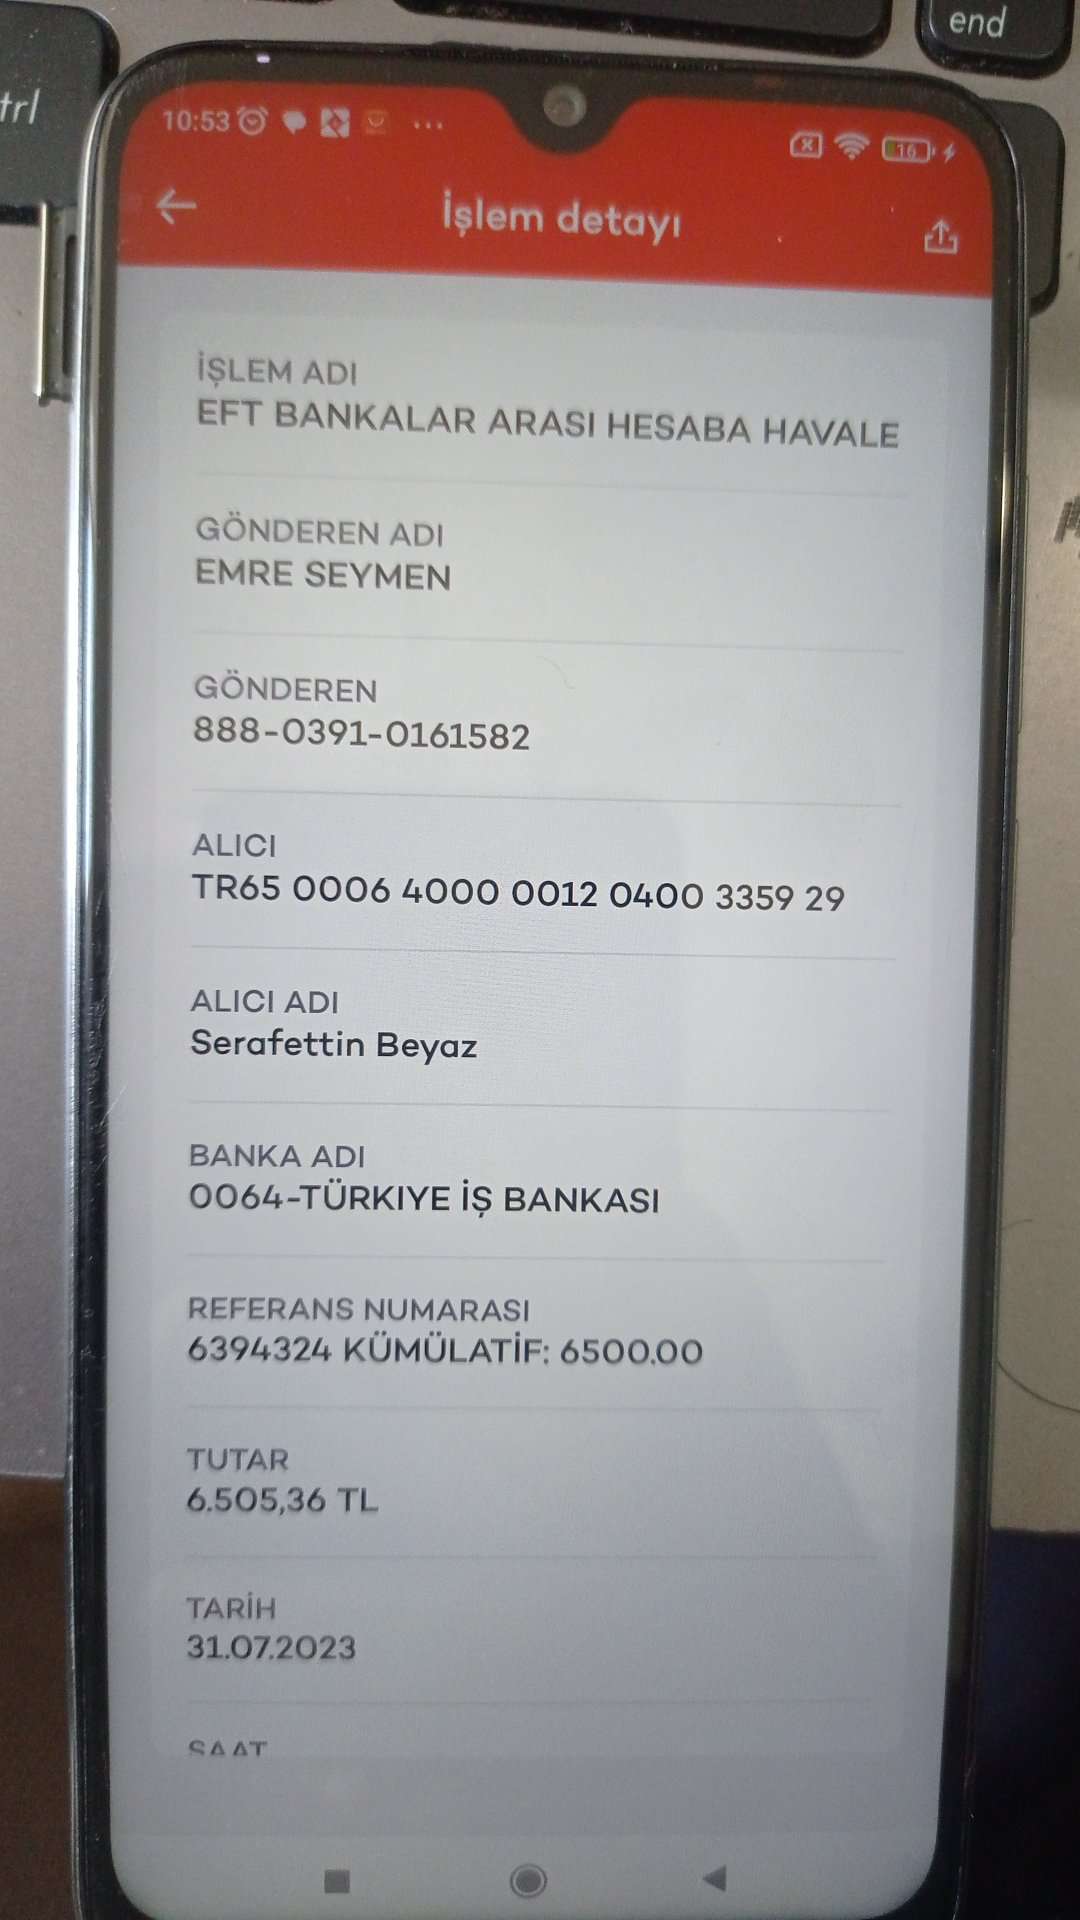 end
trl
10:53
16
İşlem detayı
İŞLEM ADI
EFT BANKALAR ARASI HESABA HAVALE
GÖNDEREN ADI
EMRE SEYMEN
GÖNDEREN
888-0391-0161582
ALICI
TR65 0006 4000 0012 0400 3359 29
ALICI ADI
Serafettin Beyaz
BANKA ADI
0064-TÜRKIYE İŞ BANKASI
REFERANS NUMARASI
6394324 KÜMÜLATİF: 6500.00
TUTAR
6.505,36 TL
TARİH
31.07.2023
SAAT